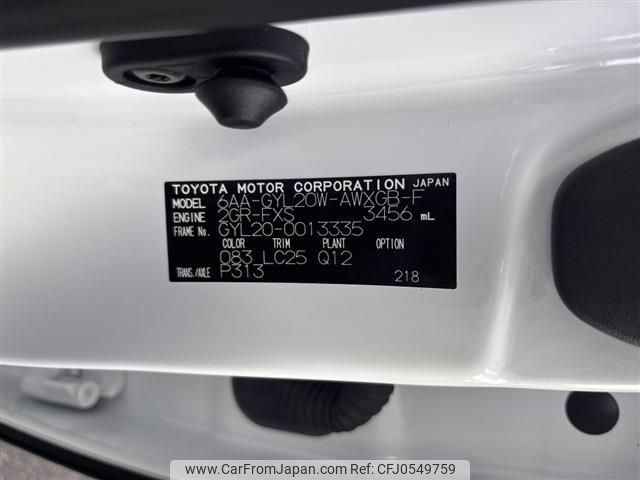 TOYOTA MOTOR CORPORATION JAPAN
MODEL 6AA-GYL20W-AWXGB-F
ENGINE 2GR-FXS 3456 mL
FRAME No. GYL20-0013335
COLOR TRIM PLANT OPTION
083 LC25 Q12
TRANS./AXLE P313 218
www.CarFromJapan.com | ID: CFJ0549759